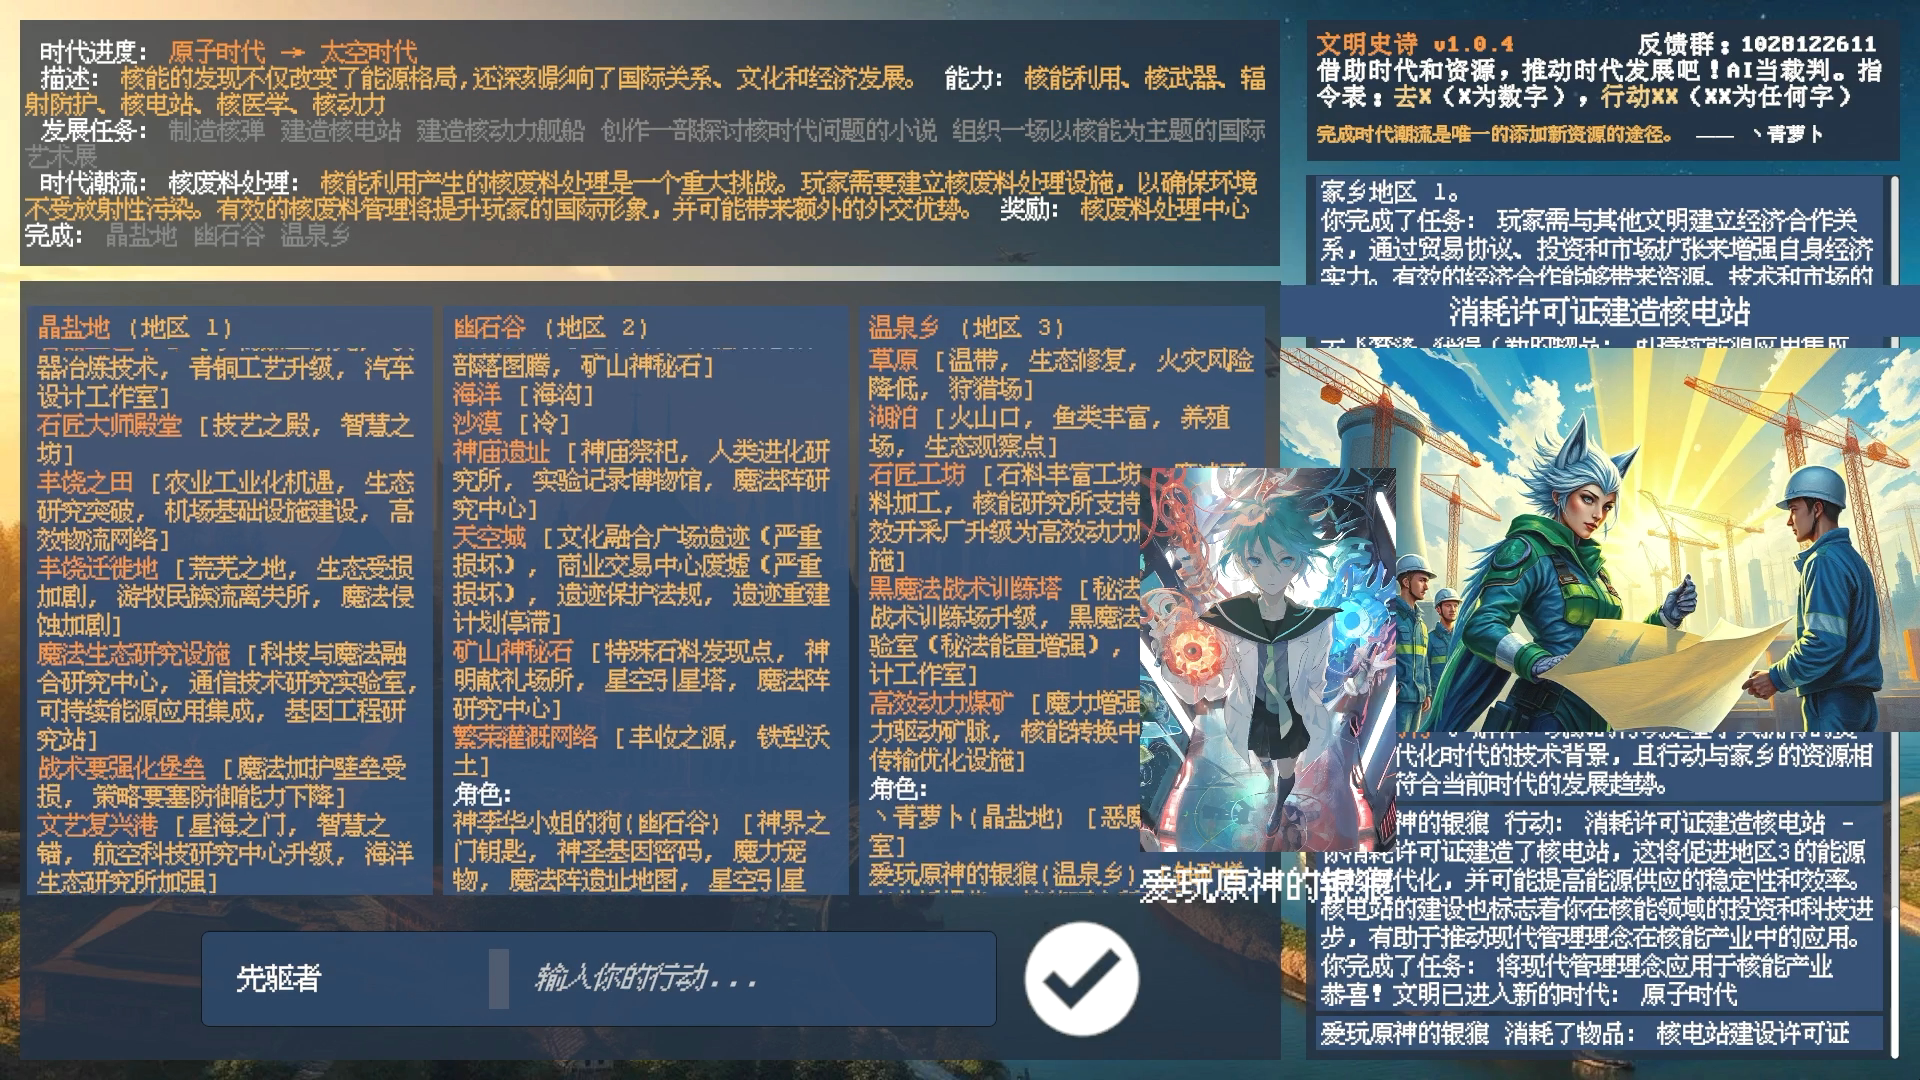 时代进度： 原子时代 → 太空时代
描述： 核能的发现不仅改变了能源格局,还深刻影响了国际关系、文化和经济发展。 能力： 核能利用、核武器、辐
射防护、核电站、核医学、核动力
发展任务： 制造核弹 建造核电站 建造核动力舰船 创作一部探讨核时代问题的小说 组织一场以核能为主题的国际
艺术展
时代潮流： 核废料处理： 核能利用产生的核废料处理是一个重大挑战。玩家需要建立核废料处理设施，以确保环境
不受放射性污染。有效的核废料管理将提升玩家的国际形象，并可能带来额外的外交优势。 奖励： 核废料处理中心
完成： 晶盐地 幽石谷 温泉乡
晶盐地 (地区 1)
器冶炼技术, 青铜工艺升级, 汽车
设计工作室]
石匠大师殿堂 [技艺之殿, 智慧之
坊]
丰饶之田 [农业工业化机遇, 生态
研究突破, 机场基础设施建设, 高
效物流网络]
丰饶迁徙地 [荒芜之地, 生态受损
加剧, 游牧民族流离失所, 魔法侵
蚀加剧]
魔法生态研究设施 [科技与魔法融
合研究中心, 通信技术研究实验室,
可持续能源应用集成, 基因工程研
究站]
战术要强化堡垒 [魔法加护壁垒受
损, 策略要塞防御能力下降]
文艺复兴港 [星海之门, 智慧之
锚, 航空科技研究中心升级, 海洋
生态研究所加强]
幽石谷 (地区 2)
部落图腾, 矿山神秘石]
海洋 [海沟]
沙漠 [冷]
神庙遗址 [神庙祭祀, 人类进化研
究所, 实验记录博物馆, 魔法阵研
究中心]
天空城 [文化融合广场遗迹(严重
损坏), 商业交易中心废墟(严重
损坏), 遗迹保护法规, 遗迹重建
计划停滞]
矿山神秘石 [特殊石料发现点, 神
明献礼场所, 星空引星塔, 魔法阵
研究中心]
繁荣灌溉网络 [丰收之源, 铁犁沃
土]
角色:
神李华小姐的狗(幽石谷) [神界之
门钥匙, 神圣基因密码, 魔力宠
物, 魔法阵遗址地图, 星空引星
温泉乡 (地区 3)
草原 [温带, 生态修复, 火灾风险
降低, 狩猎场]
湖泊 [火山口, 鱼类丰富, 养殖
场, 生态观察点]
石匠工坊 [石料丰富工坊
料加工, 核能研究所支持
效开采厂升级为高效动力
施]
黑魔法战术训练塔 [秘法
战术训练场升级, 黑魔法
验室(秘法能量增强),
计工作室]
高效动力煤矿 [魔力增强
力驱动矿脉, 核能转换中
传输优化设施]
角色:
丶青萝卜(晶盐地) [恶魔
室]
爱玩原神的银狼(温泉乡)
爱玩原神的银狼
先驱者
输入你的行动...
文明史诗 v1.0.4 反馈群：1028122611
借助时代和资源，推动时代发展吧！AI当裁判。指
令表：去X（X为数字），行动XX（XX为任何字）
完成时代潮流是唯一的添加新资源的途径。 —— 丶青萝卜
家乡地区 1。
你完成了任务： 玩家需与其他文明建立经济合作关
系，通过贸易协议、投资和市场扩张来增强自身经济
实力。有效的经济合作能够带来资源、技术和市场的
消耗许可证建造核电站
代化时代的技术背景，且行动与家乡的资源相
符合当前时代的发展趋势。
神的银狼 行动： 消耗许可证建造核电站 -
你消耗许可证建造了核电站，这将促进地区3的能源
代化，并可能提高能源供应的稳定性和效率。
核电站的建设也标志着你在核能领域的投资和科技进
步，有助于推动现代管理理念在核能产业中的应用。
你完成了任务： 将现代管理理念应用于核能产业
恭喜！文明已进入新的时代： 原子时代
爱玩原神的银狼 消耗了物品： 核电站建设许可证